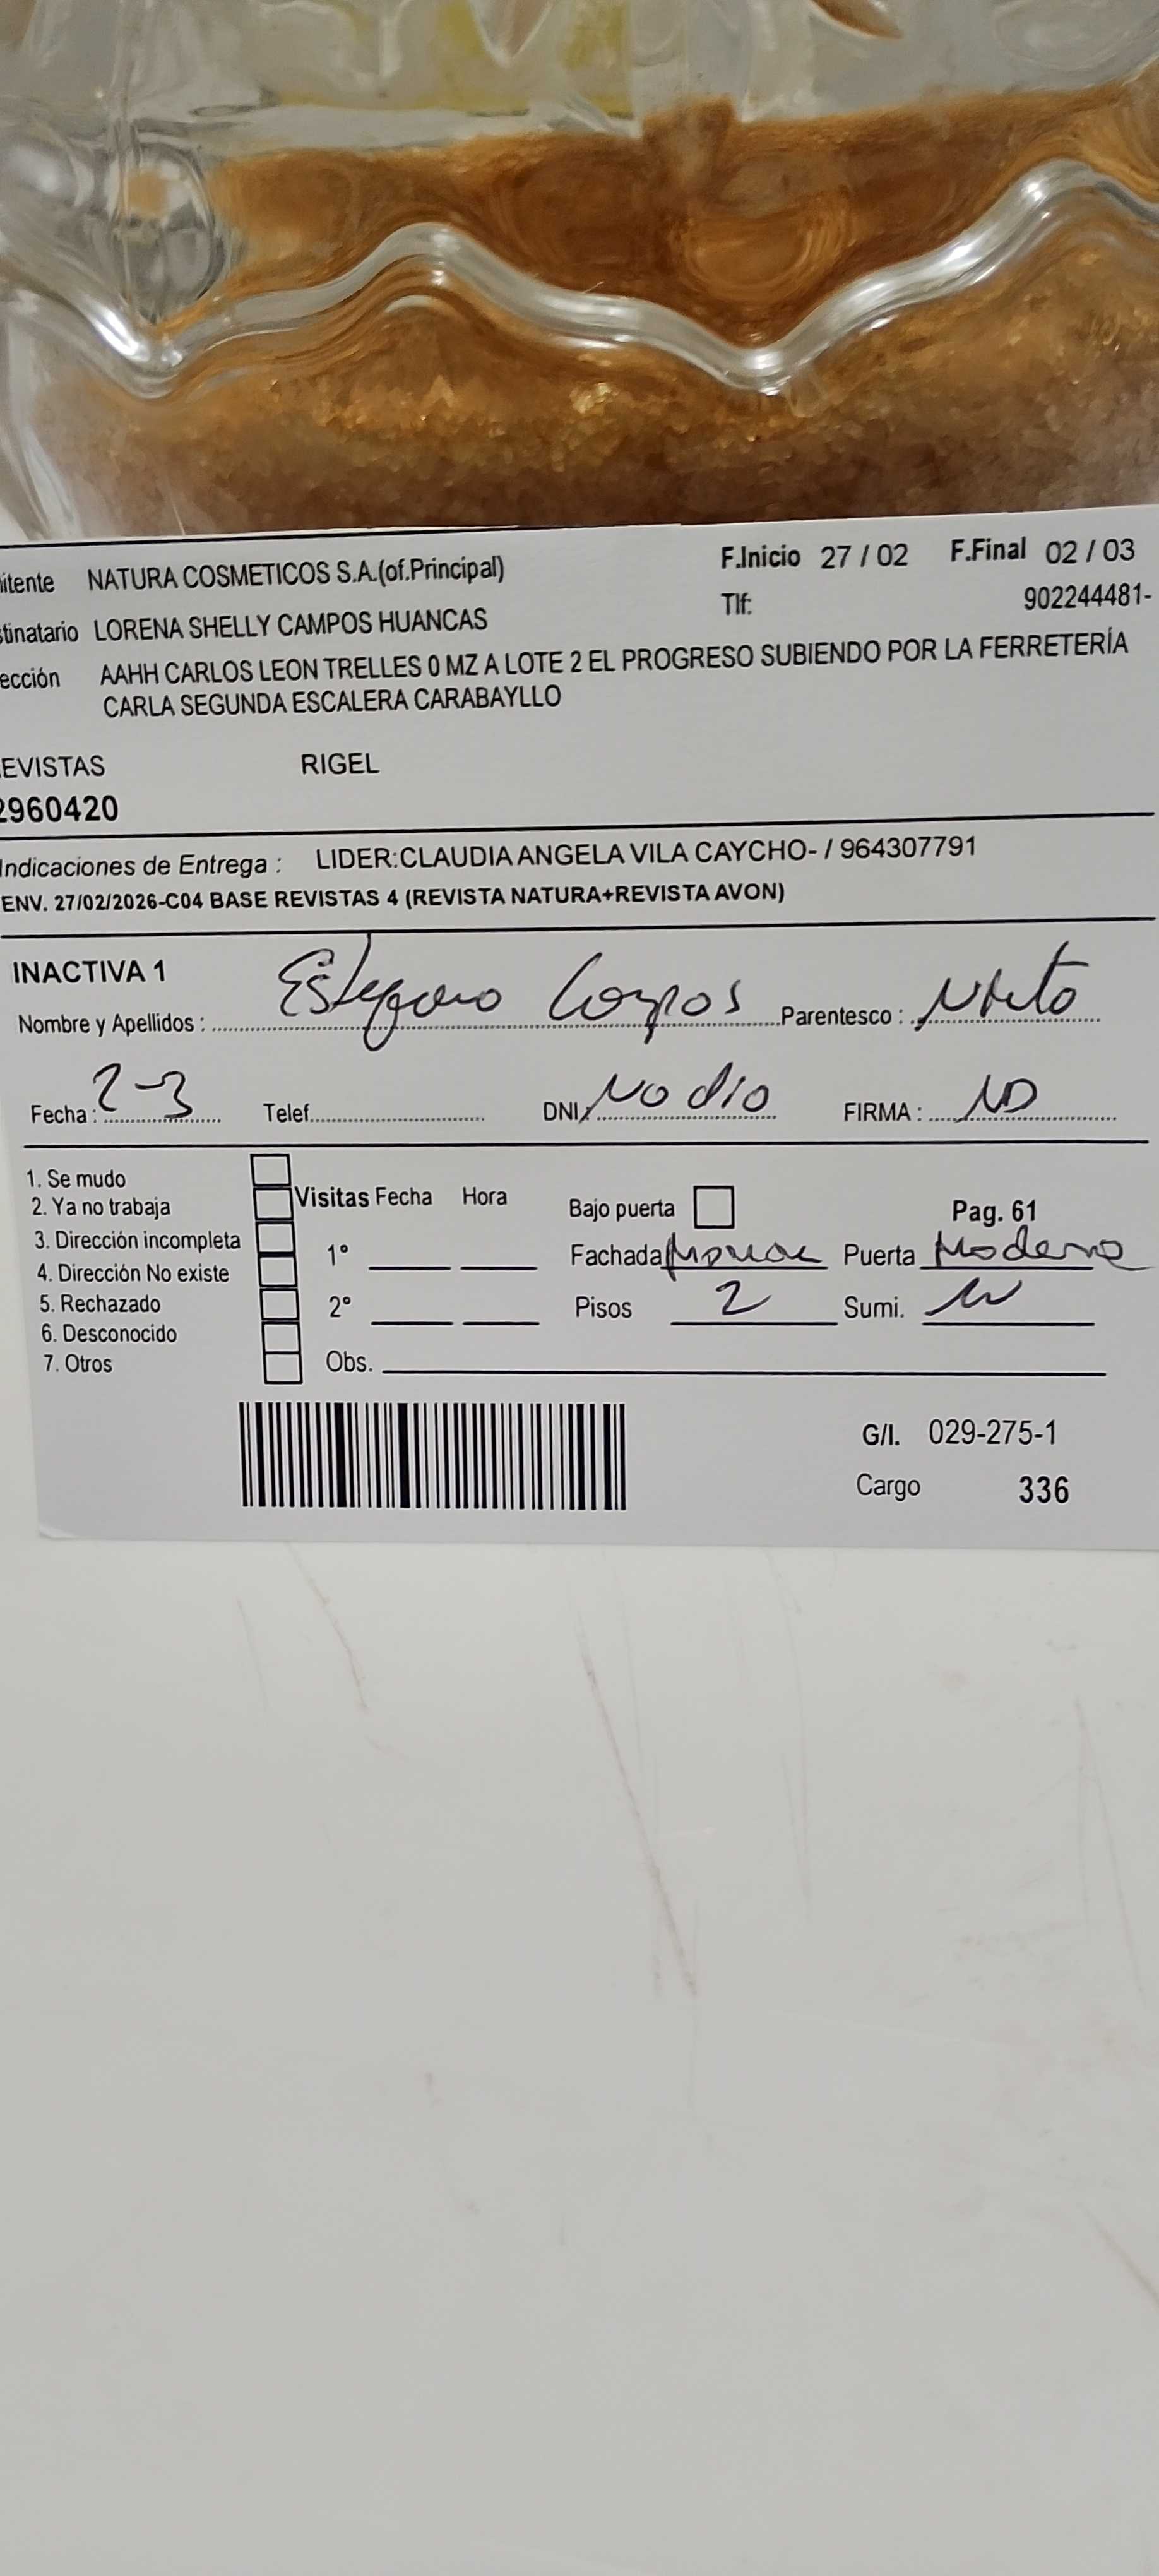 itente NATURA COSMETICOS S.A.(of.Principal) F.Inicio 27 / 02 F.Final 02 / 03
Tlf: 902244481-
tinatario LORENA SHELLY CAMPOS HUANCAS
ección AAHH CARLOS LEON TRELLES 0 MZ A LOTE 2 EL PROGRESO SUBIENDO POR LA FERRETERÍA
CARLA SEGUNDA ESCALERA CARABAYLLO
EVISTAS RIGEL
2960420
Indicaciones de Entrega : LIDER:CLAUDIA ANGELA VILA CAYCHO- / 964307791
ENV. 27/02/2026-C04 BASE REVISTAS 4 (REVISTA NATURA+REVISTA AVON)
INACTIVA 1
Nombre y Apellidos : Campos Parentesco : Nieto
Fecha : 2-3 Telef. DNI: No dio FIRMA : ND
1. Se mudo
2. Ya no trabaja
3. Dirección incompleta
4. Dirección No existe
5. Rechazado
6. Desconocido
7. Otros
Visitas Fecha Hora
1°
2°
Obs.
Bajo puerta Pag. 61
Fachada Puerta Madera
Pisos 2 Sumi.
G/I. 029-275-1
Cargo 336